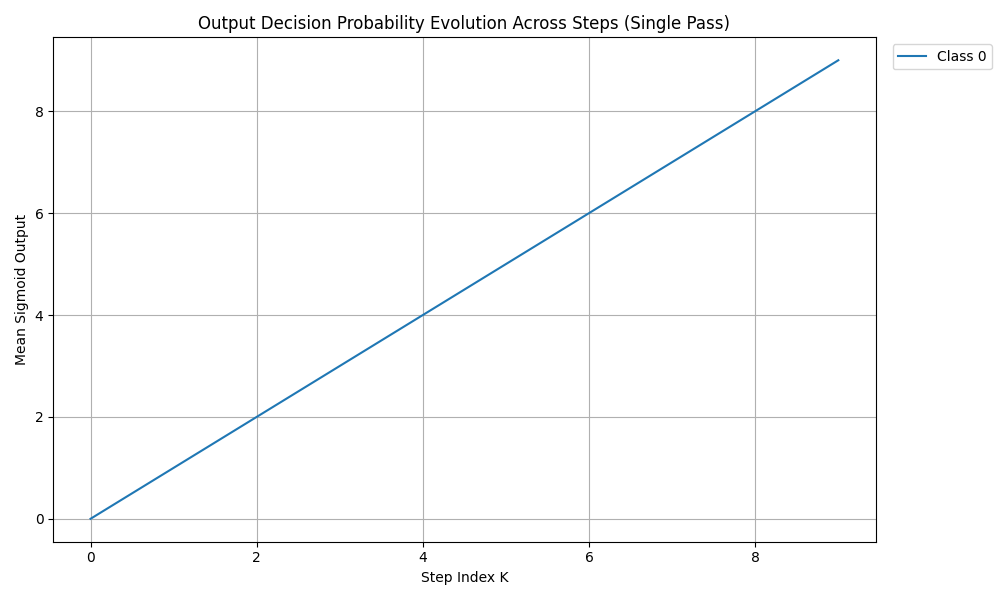 Output Decision Probability Evolution Across Steps (Single Pass)
Class 0
Mean Sigmoid Output
8
6
4
2
0
0 2 4 6 8
Step Index K